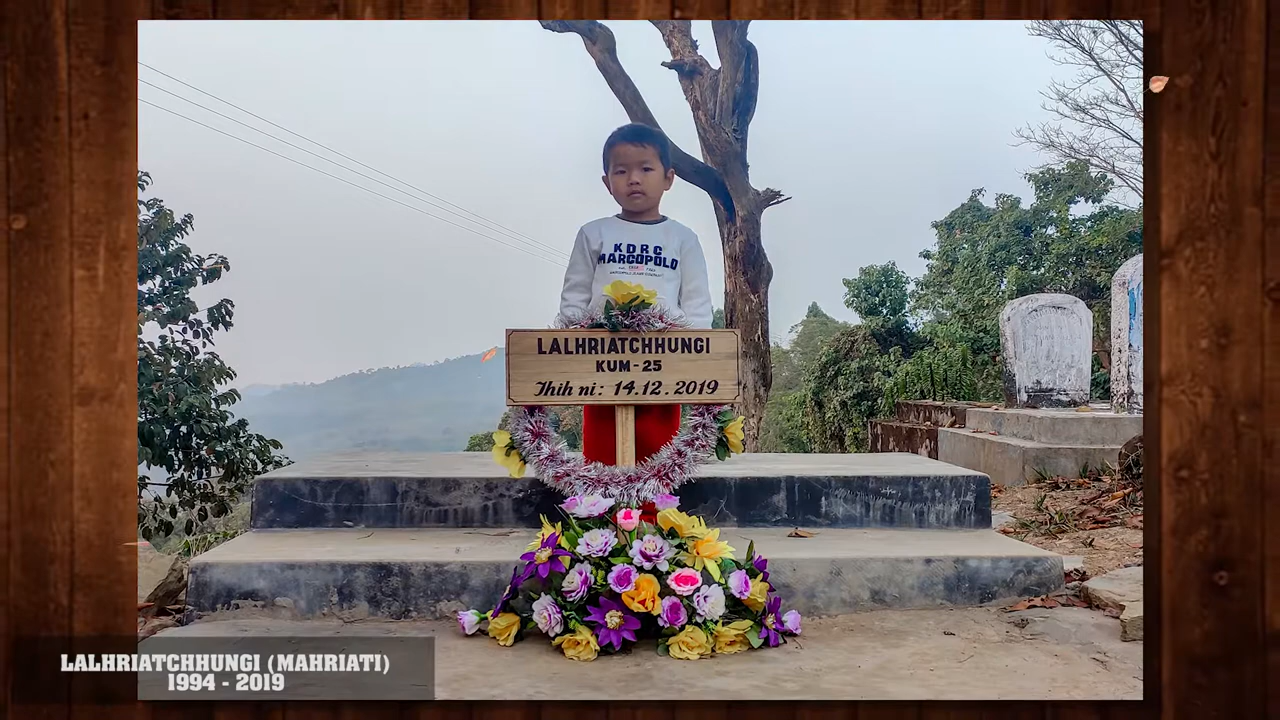 KDRC
MARCOPOLO
LALHRIATCHHUNGI
KUM-25
Thih ni: 14.12.2019
LALHRIATCHHUNGI (MAHRIATI)
1994 - 2019